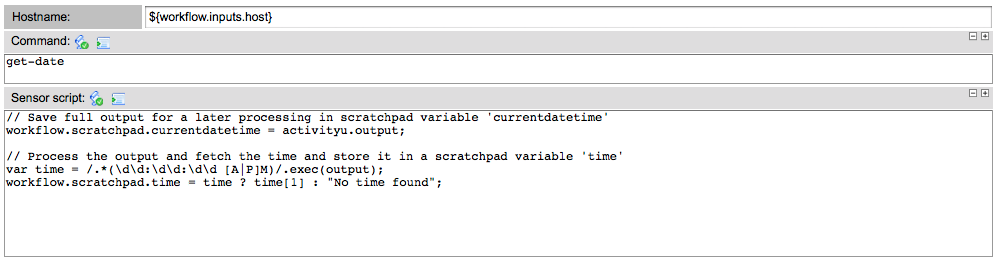 Hostname: ${workflow.inputs.host}
Command:
get-date
Sensor script:
// Save full output for a later processing in scratchpad variable 'currentdatetime'
workflow.scratchpad.currentdatetime = activityu.output;
// Process the output and fetch the time and store it in a scratchpad variable 'time'
var time = /.*(\d\d:\d\d:\d\d [A|P]M)/.exec(output);
workflow.scratchpad.time = time ? time[1] : "No time found";